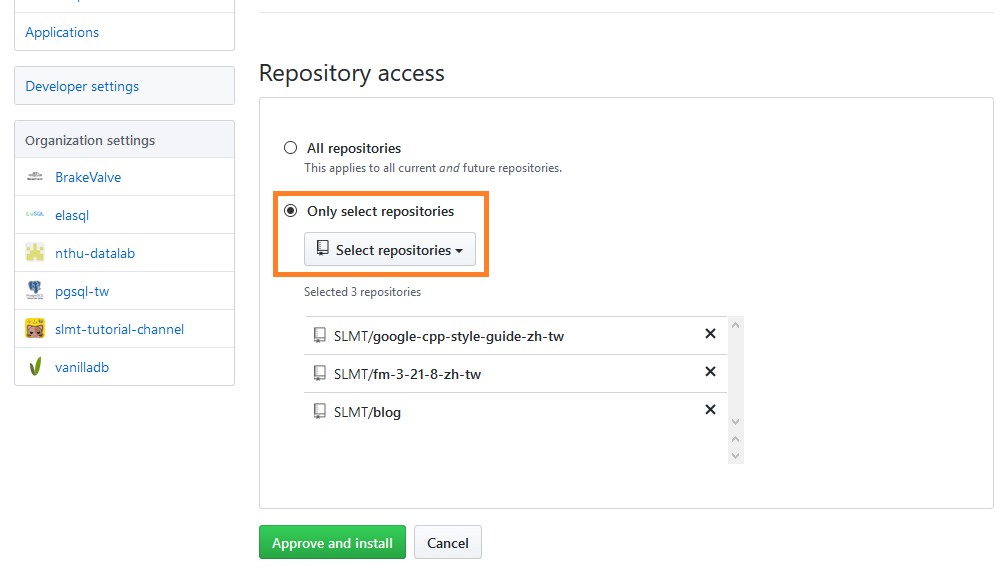 Applications
Developer settings
Organization settings
BrakeValve
elasql
nthu-datalab
pgsql-tw
slmt-tutorial-channel
vanilladb
Repository access
All repositories
This applies to all current and future repositories.
Only select repositories
Select repositories
Selected 3 repositories
SLMT/google-cpp-style-guide-zh-tw
SLMT/fm-3-21-8-zh-tw
SLMT/blog
Approve and install
Cancel